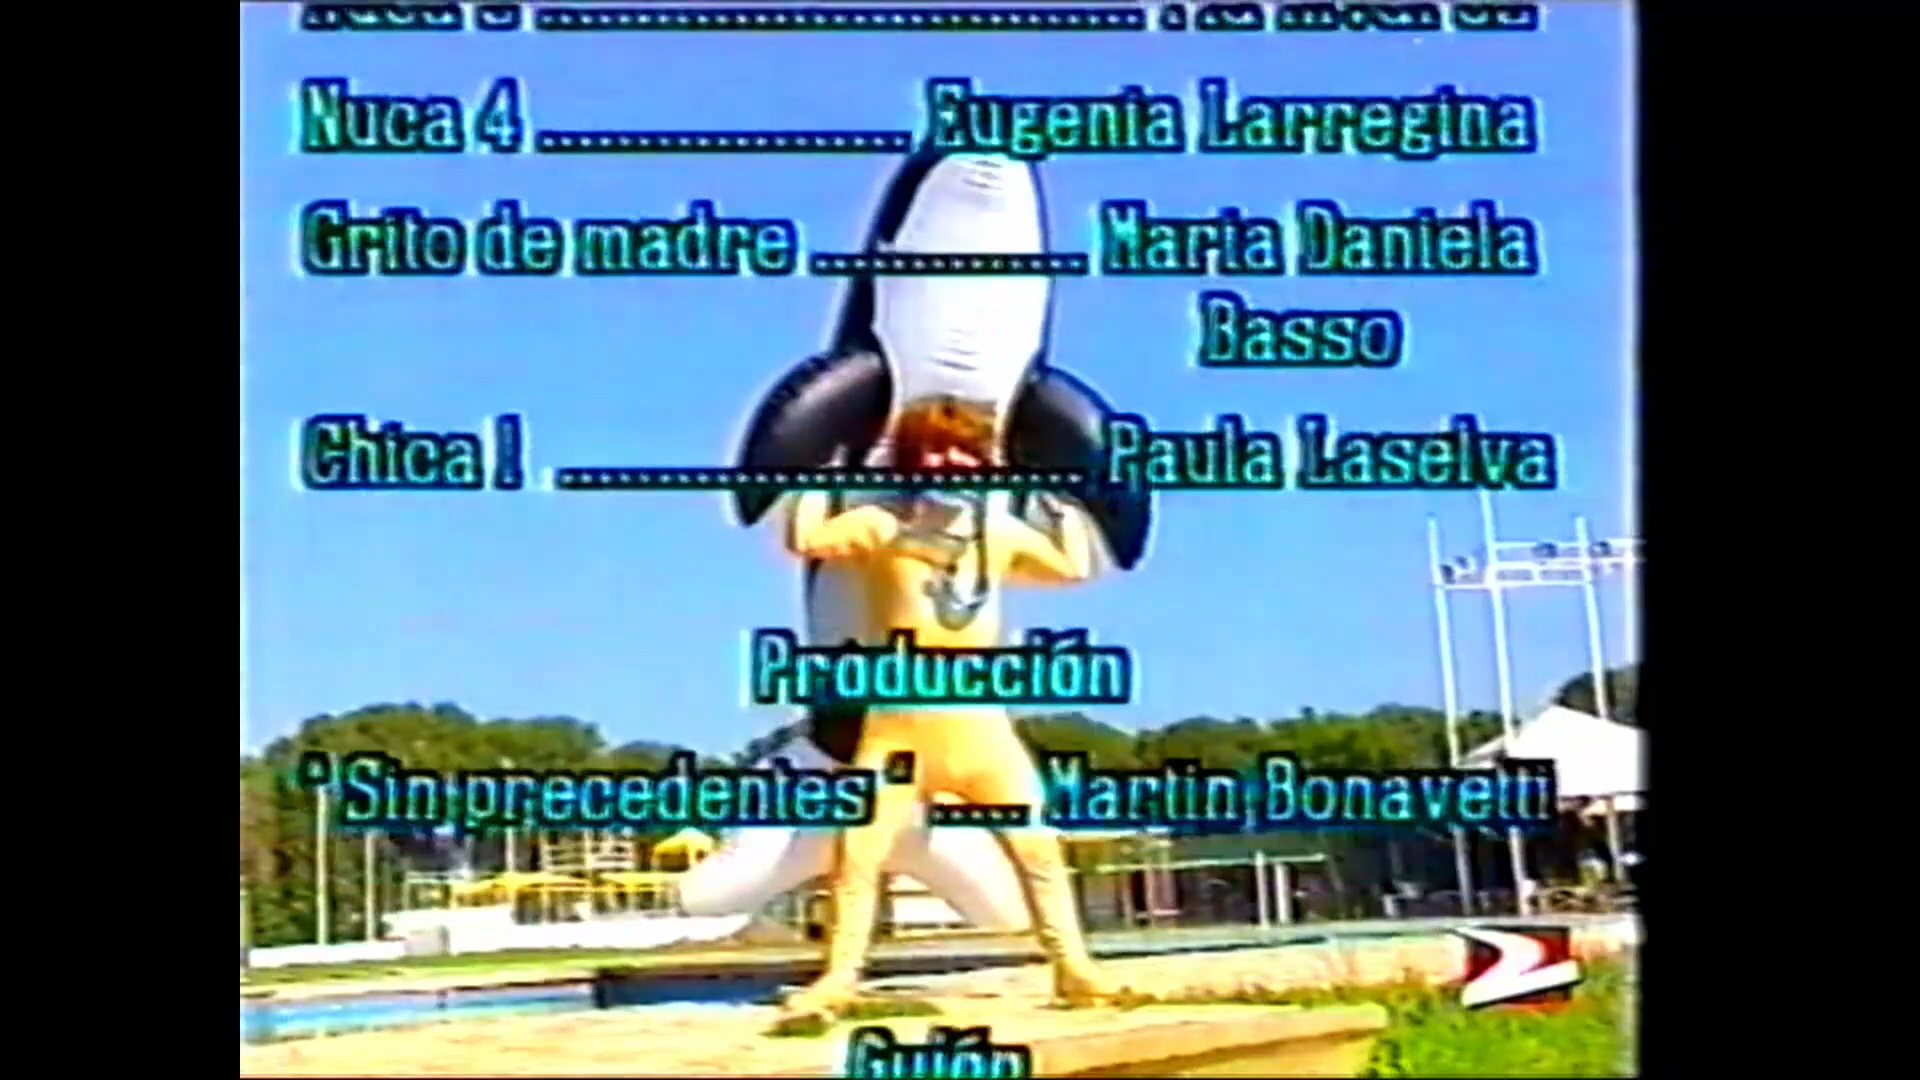 Nuca 4 .................... Eugenia Larregina
Grito de madre .............. Maria Daniela
Basso
Chica 1 ............................ Paula Laselva
Producción
"Sin precedentes" ..... Martin Bonavetti
Guión